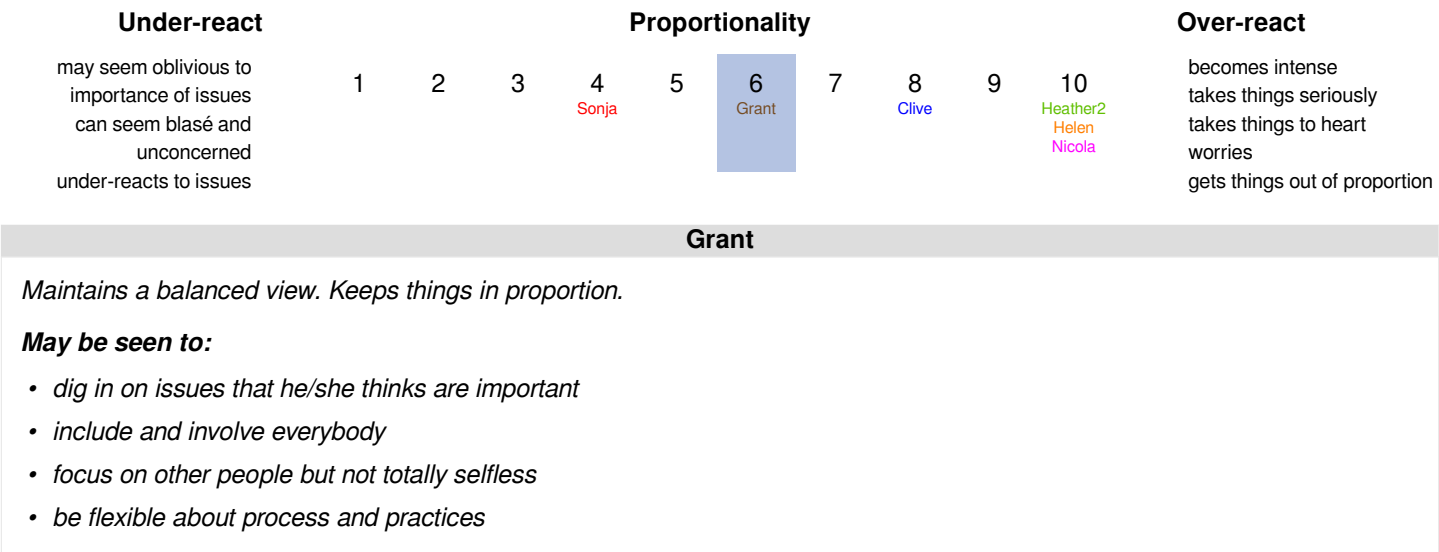 Under-react
Proportionality
Over-react
may seem oblivious to
importance of issues
can seem blasé and
unconcerned
under-reacts to issues
1 2 3 4 5 6 7 8 9 10
Sonja Grant Clive Heather2
Helen
Nicola
becomes intense
takes things seriously
takes things to heart
worries
gets things out of proportion
Grant
Maintains a balanced view. Keeps things in proportion.
May be seen to:
• dig in on issues that he/she thinks are important
• include and involve everybody
• focus on other people but not totally selfless
• be flexible about process and practices